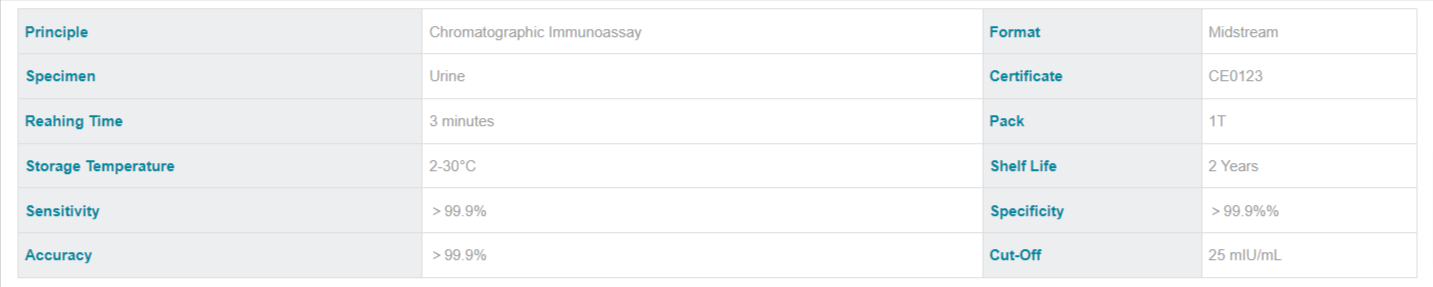 Principle Chromatographic Immunoassay Format Midstream
Specimen Urine Certificate CE0123
Reahing Time 3 minutes Pack 1T
Storage Temperature 2-30°C Shelf Life 2 Years
Sensitivity > 99.9% Specificity > 99.9%%
Accuracy > 99.9% Cut-Off 25 mIU/mL